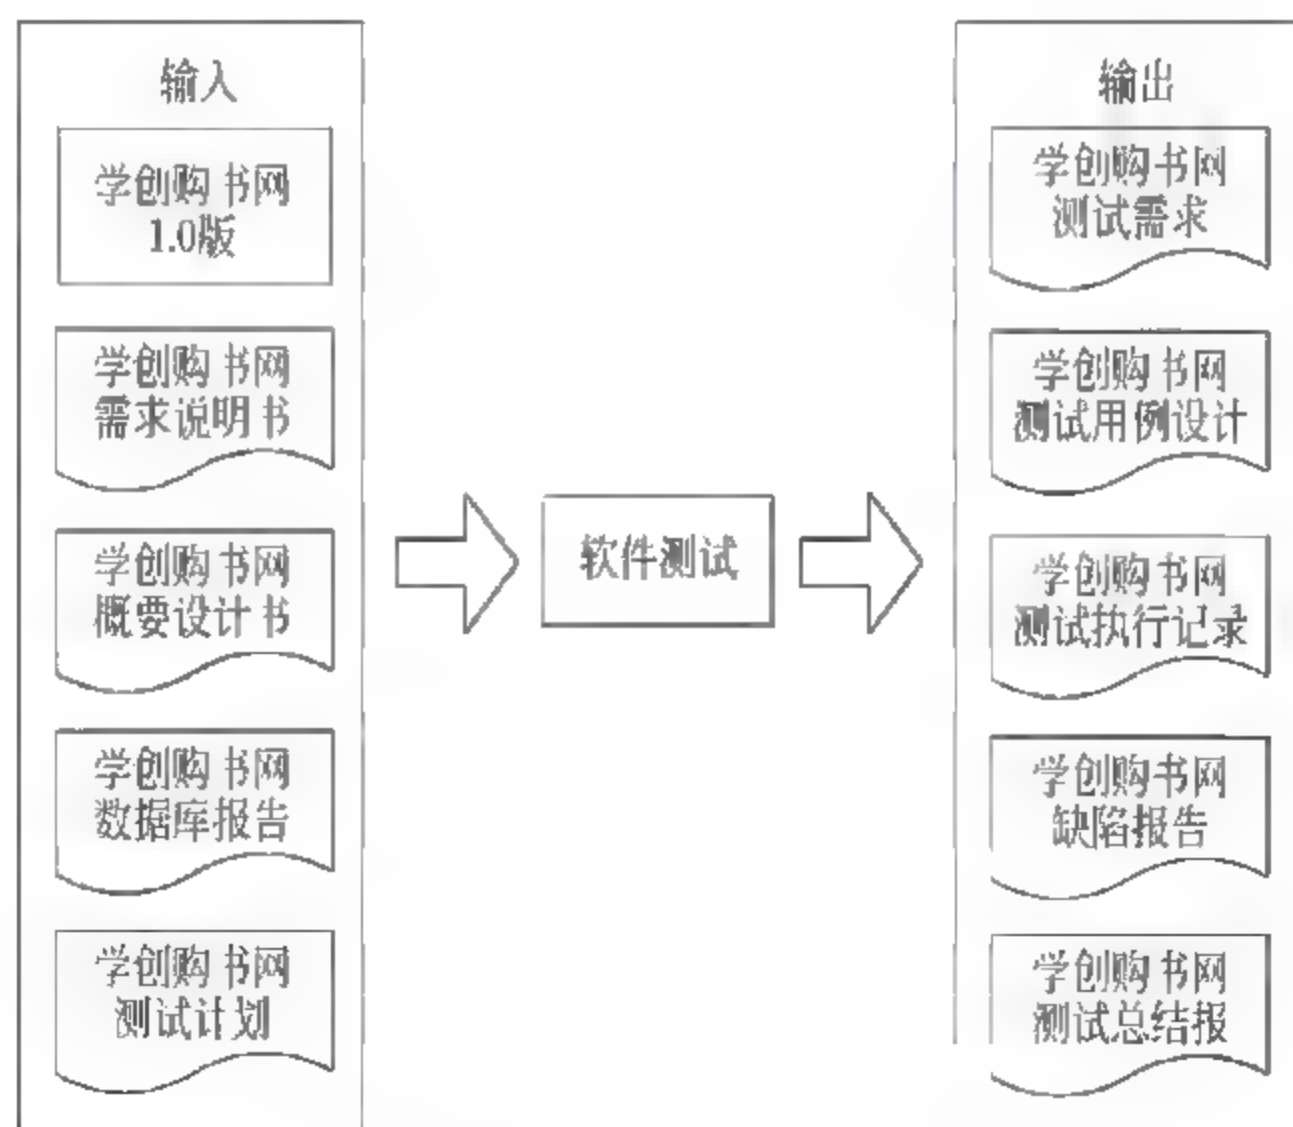 输入
学创购书网
1.0版
学创购书网
需求说明书
学创购书网
概要设计书
学创购书网
数据库报告
学创购书网
测试计划
软件测试
输出
学创购书网
测试需求
学创购书网
测试用例设计
学创购书网
测试执行记录
学创购书网
缺陷报告
学创购书网
测试总结报